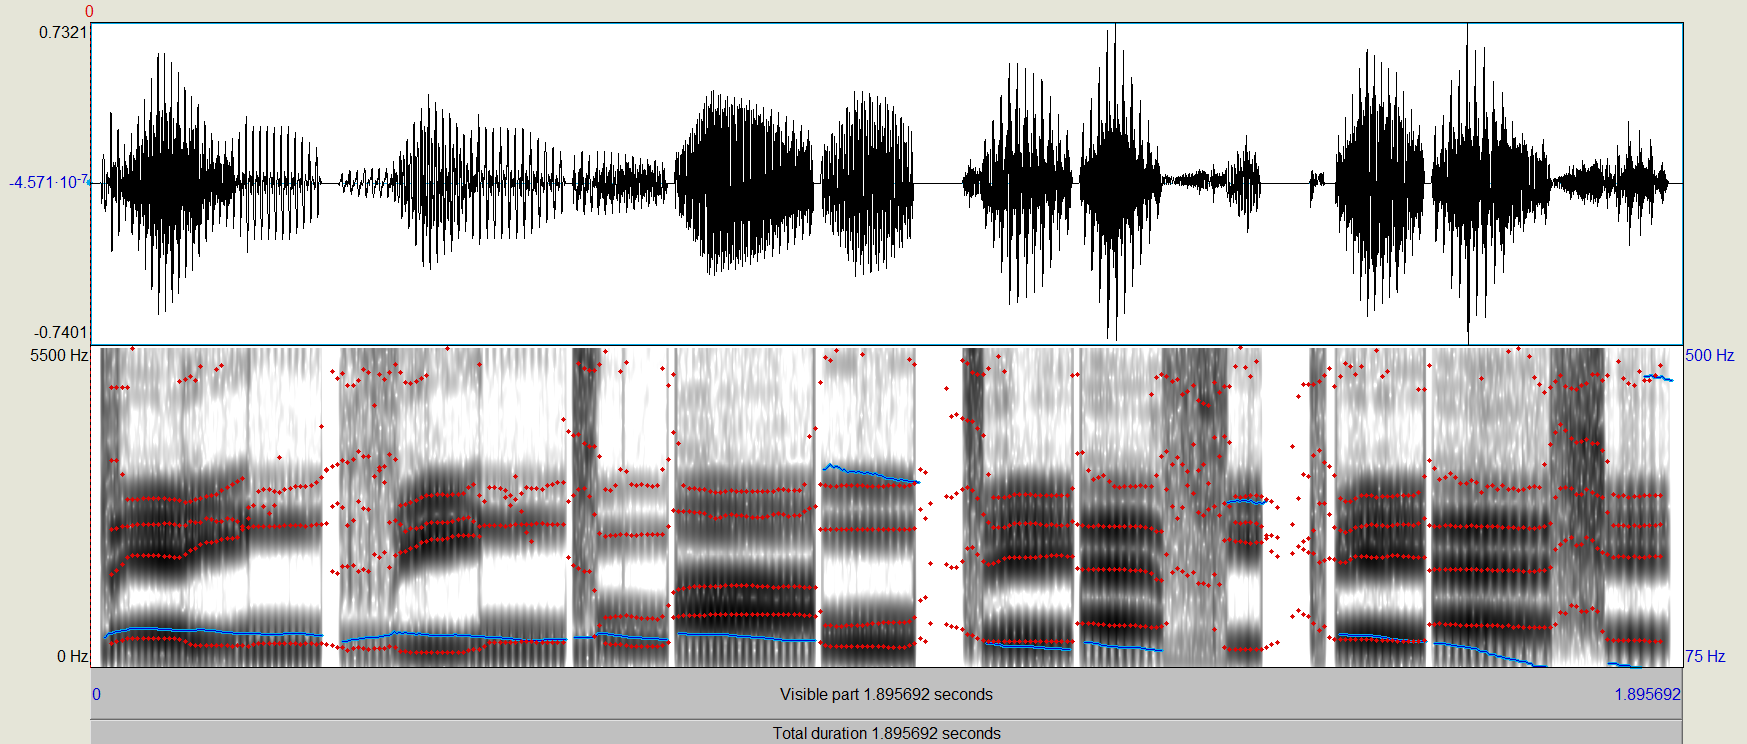 0
0.7321
-4.571·10⁻⁷
-0.7401
5500 Hz
500 Hz
0 Hz
75 Hz
0
Visible part 1.895692 seconds
1.895692
Total duration 1.895692 seconds